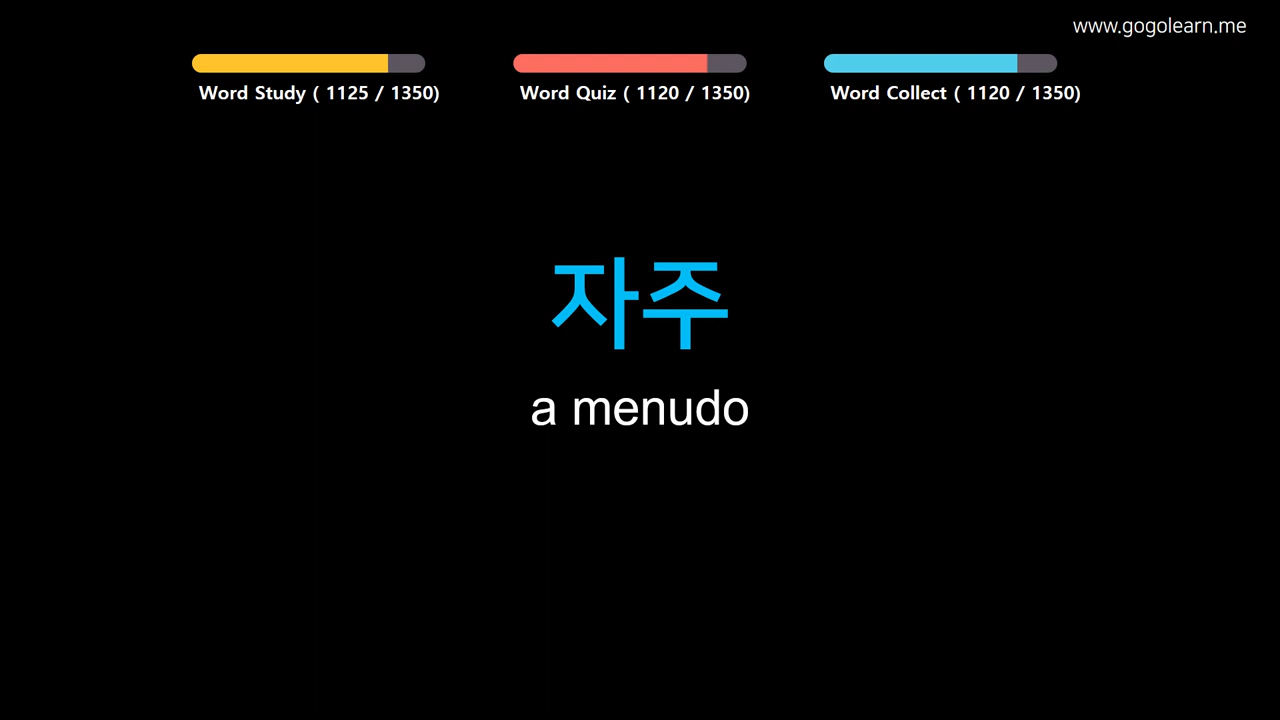 www.gogolearn.me
Word Study ( 1125 / 1350)
Word Quiz ( 1120 / 1350)
Word Collect ( 1120 / 1350)
자주
a menudo